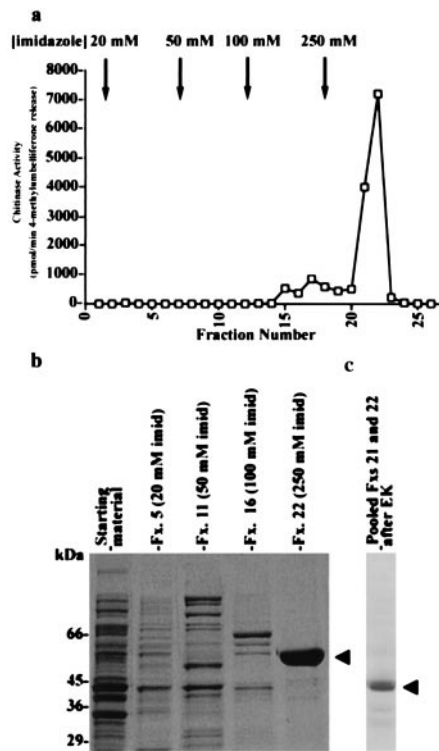 a
[imidazole] 20 mM 50 mM 100 mM 250 mM
Chitinase Activity
(pmol/min 4-methylumbelliferone release)
8000
7000
6000
5000
4000
3000
2000
1000
0
0 5 10 15 20 25
Fraction Number
b c
Starting
-material
-Fx. 5 (20 mM imid)
-Fx. 11 (50 mM imid)
-Fx. 16 (100 mM imid)
-Fx. 22 (250 mM imid)
Pooled Fxs 21 and 22
-after EK
kDa
66-
45-
36-
29-